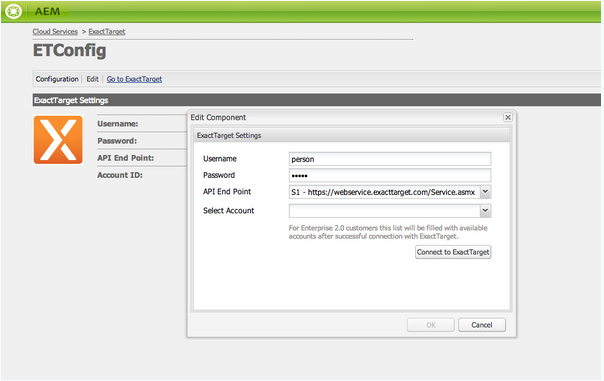 AEM
Cloud Services > ExactTarget
ETConfig
Configuration Edit Go to ExactTarget
ExactTarget Settings
Username:
Password:
API End Point:
Account ID:
Edit Component
ExactTarget Settings
Username person
Password •••••
API End Point S1 - https://webservice.exacttarget.com/Service.asmx
Select Account
For Enterprise 2.0 customers this list will be filled with available
accounts after successful connection with ExactTarget.
Connect to ExactTarget
OK Cancel